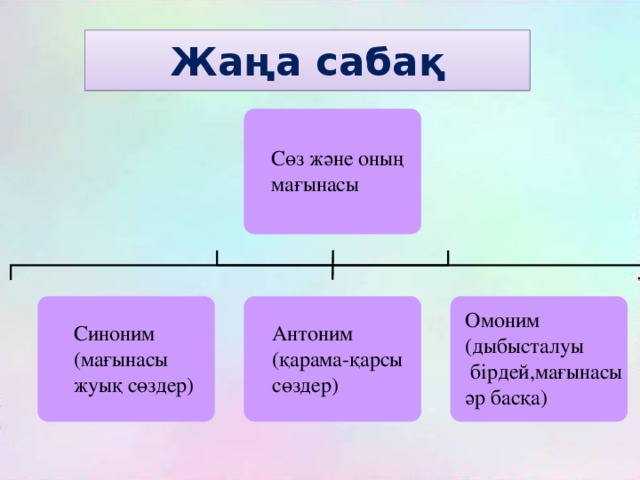 Жаңа сабақ
Сөз және оның
мағынасы
Синоним
(мағынасы
жуық сөздер)
Антоним
(қарама-қарсы
сөздер)
Омоним
(дыбысталуы
бірдей,мағынасы
әр басқа)